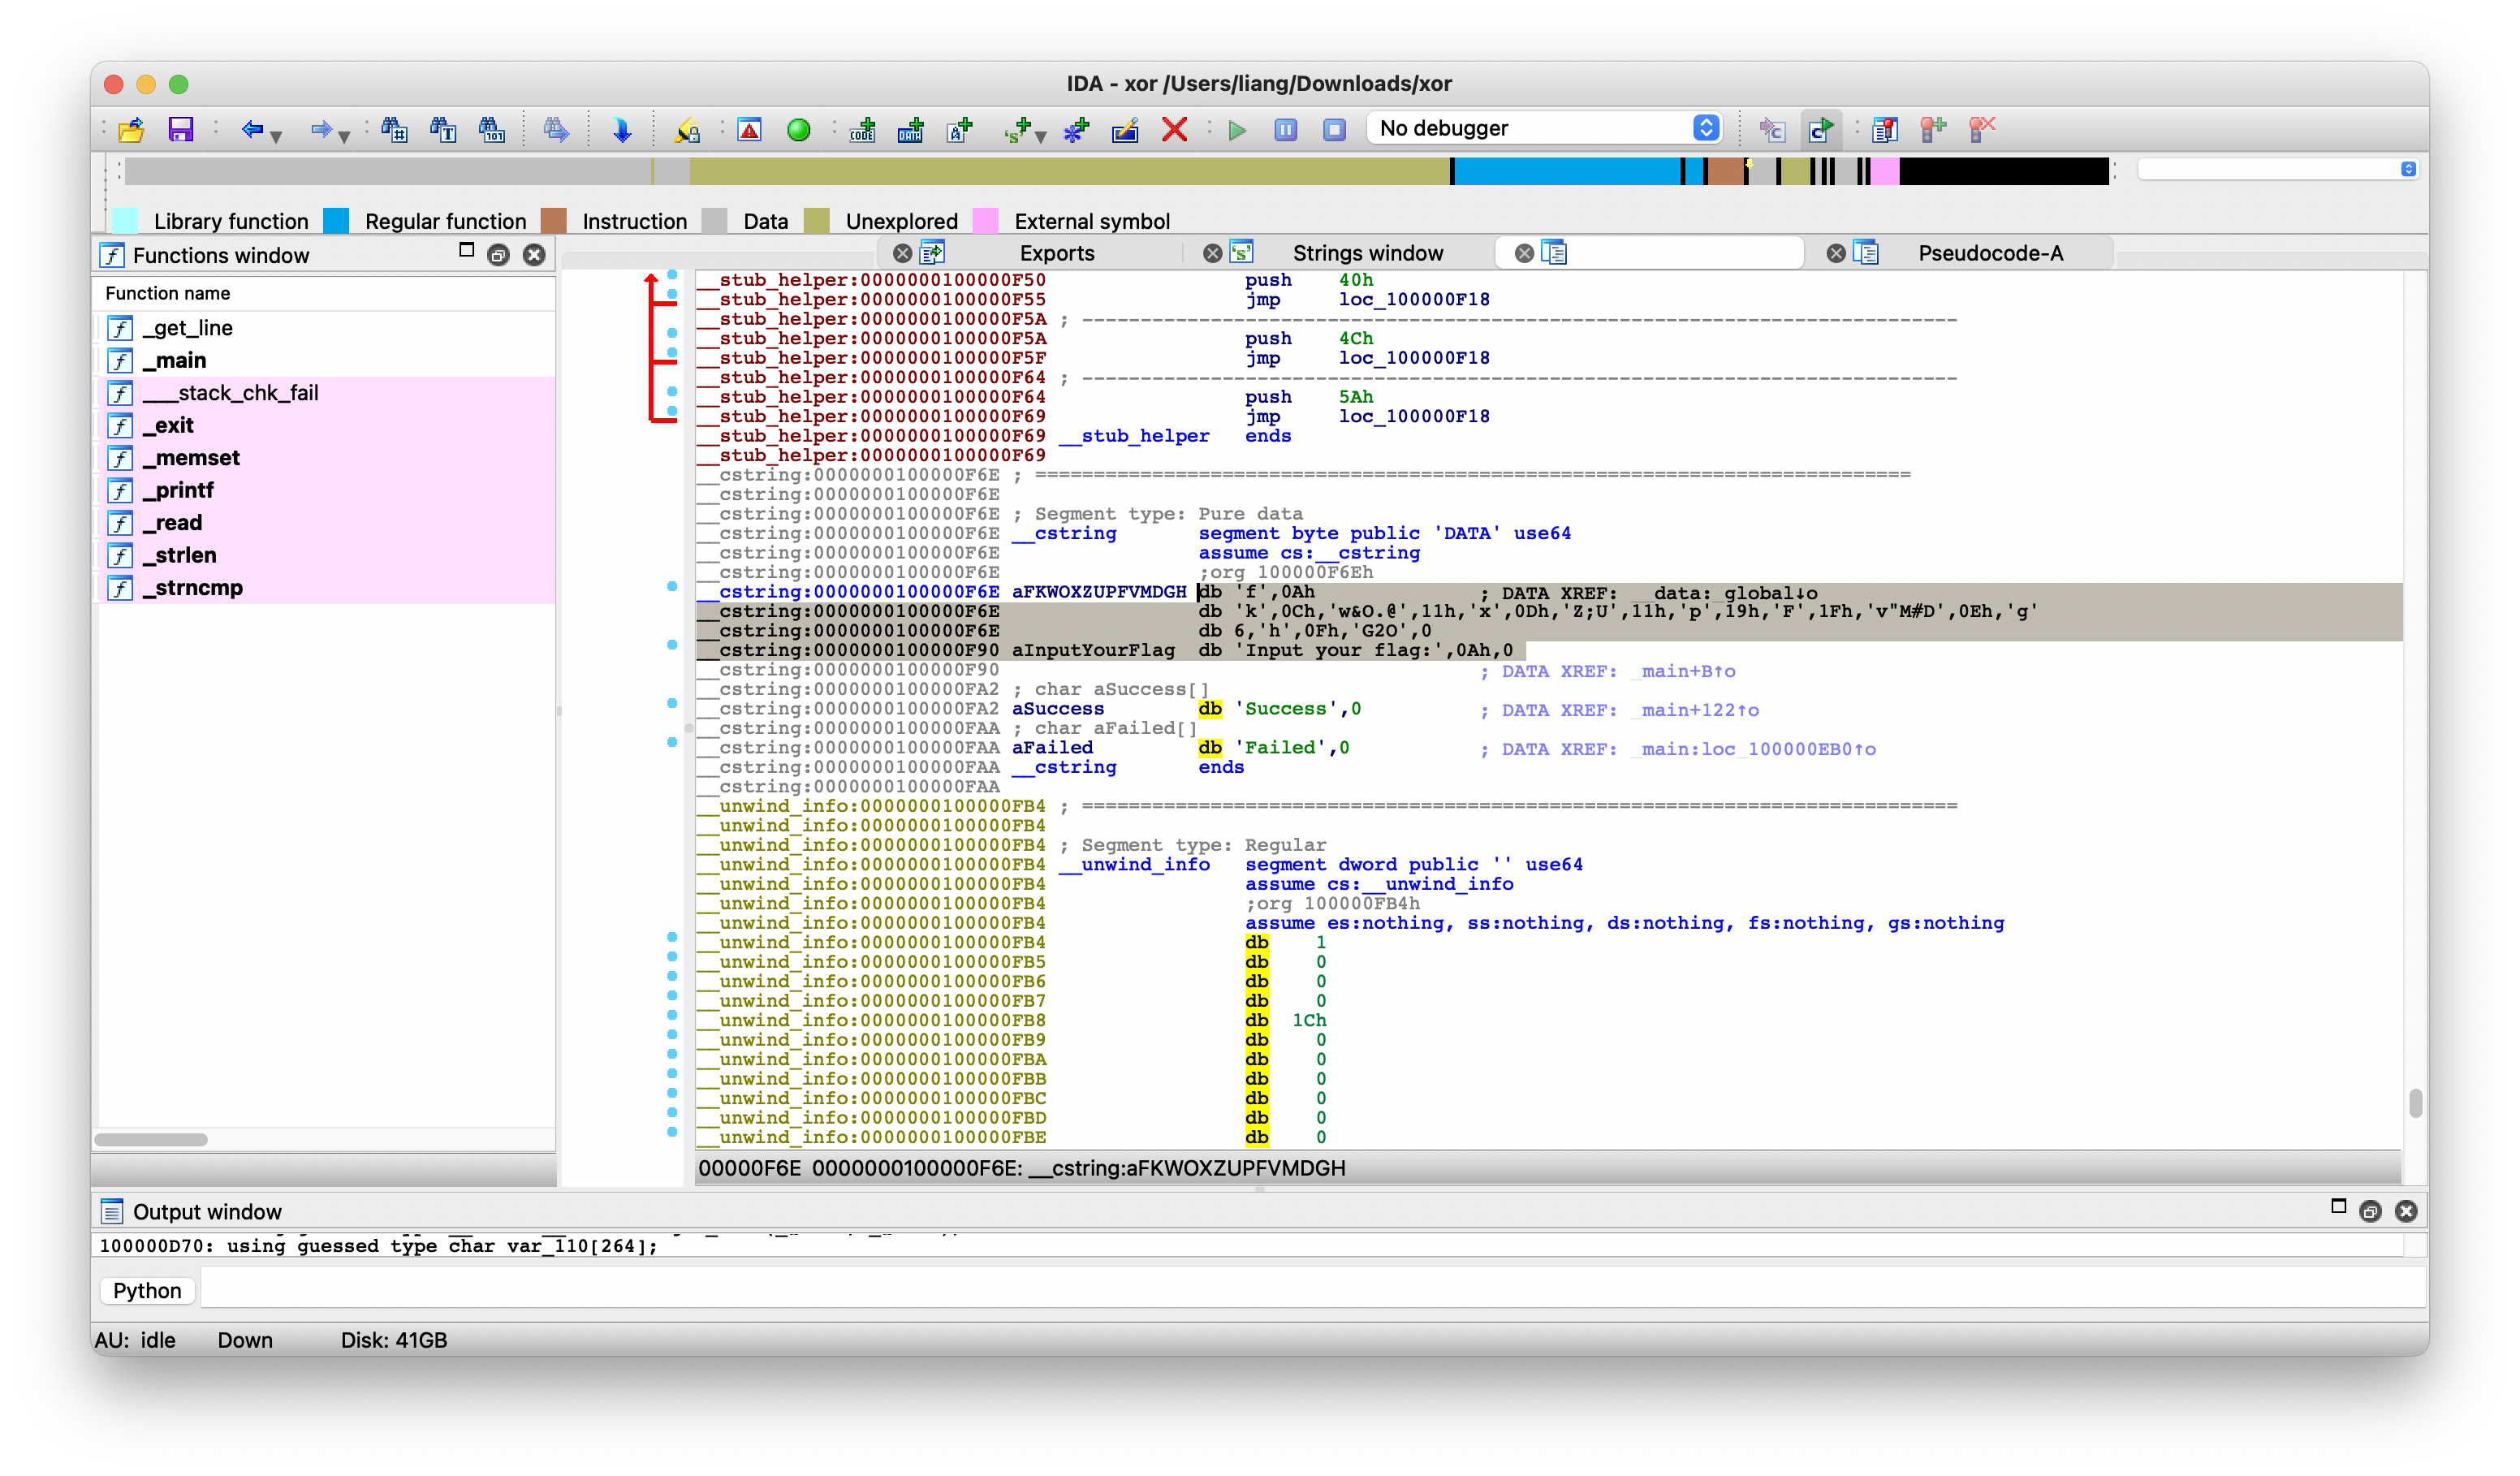 IDA - xor /Users/liang/Downloads/xor
No debugger
Library function Regular function Instruction Data Unexplored External symbol
Functions window
Exports
Strings window
Pseudocode-A
Function name
_get_line
_main
___stack_chk_fail
_exit
_memset
_printf
_read
_strlen
_strncmp
__stub_helper:0000000100000F50 push 40h
__stub_helper:0000000100000F55 jmp loc_100000F18
__stub_helper:0000000100000F5A ; ---------------------------------------------------------------------------
__stub_helper:0000000100000F5A push 4Ch
__stub_helper:0000000100000F5F jmp loc_100000F18
__stub_helper:0000000100000F64 ; ---------------------------------------------------------------------------
__stub_helper:0000000100000F64 push 5Ah
__stub_helper:0000000100000F69 jmp loc_100000F18
__stub_helper:0000000100000F69 __stub_helper ends
__stub_helper:0000000100000F69
__cstring:0000000100000F6E ; ===========================================================================
__cstring:0000000100000F6E
__cstring:0000000100000F6E ; Segment type: Pure data
__cstring:0000000100000F6E __cstring segment byte public 'DATA' use64
__cstring:0000000100000F6E assume cs:__cstring
__cstring:0000000100000F6E ;org 100000F6Eh
__cstring:0000000100000F6E aFKWOXZUPFVMDGH db 'f',0Ah ; DATA XREF: __data:_global↓o
__cstring:0000000100000F6E db 'k',0Ch,'w&O.@',11h,'x',0Dh,'Z;U',11h,'p',19h,'F',1Fh,'v"M#D',0Eh,'g'
__cstring:0000000100000F6E db 6,'h',0Fh,'G2O',0
__cstring:0000000100000F90 aInputYourFlag db 'Input your flag:',0Ah,0
__cstring:0000000100000F90 ; DATA XREF: _main+B↑o
__cstring:0000000100000FA2 ; char aSuccess[]
__cstring:0000000100000FA2 aSuccess db 'Success',0 ; DATA XREF: _main+122↑o
__cstring:0000000100000FAA ; char aFailed[]
__cstring:0000000100000FAA aFailed db 'Failed',0 ; DATA XREF: _main:loc_100000EB0↑o
__cstring:0000000100000FAA __cstring ends
__cstring:0000000100000FAA
__unwind_info:0000000100000FB4 ; ===========================================================================
__unwind_info:0000000100000FB4
__unwind_info:0000000100000FB4 ; Segment type: Regular
__unwind_info:0000000100000FB4 __unwind_info segment dword public '' use64
__unwind_info:0000000100000FB4 assume cs:__unwind_info
__unwind_info:0000000100000FB4 ;org 100000FB4h
__unwind_info:0000000100000FB4 assume es:nothing, ss:nothing, ds:nothing, fs:nothing, gs:nothing
__unwind_info:0000000100000FB4 db 1
__unwind_info:0000000100000FB5 db 0
__unwind_info:0000000100000FB6 db 0
__unwind_info:0000000100000FB7 db 0
__unwind_info:0000000100000FB8 db 1Ch
__unwind_info:0000000100000FB9 db 0
__unwind_info:0000000100000FBA db 0
__unwind_info:0000000100000FBB db 0
__unwind_info:0000000100000FBC db 0
__unwind_info:0000000100000FBD db 0
__unwind_info:0000000100000FBE db 0
00000F6E 0000000100000F6E: __cstring:aFKWOXZUPFVMDGH
Output window
100000D70: using guessed type char var_110[264];
Python
AU: idle Down Disk: 41GB